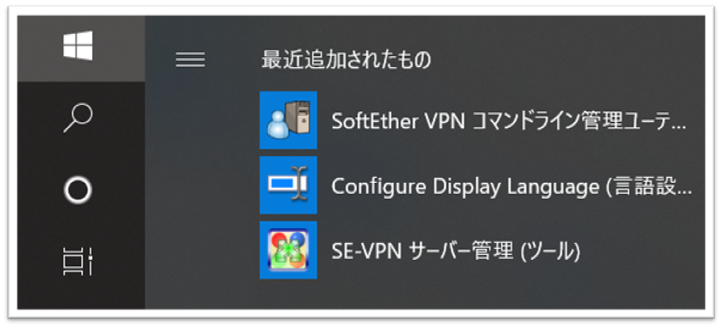 最近追加されたもの
SoftEther VPN コマンドライン管理ユーテ...
Configure Display Language (言語設...
SE-VPN サーバー管理 (ツール)